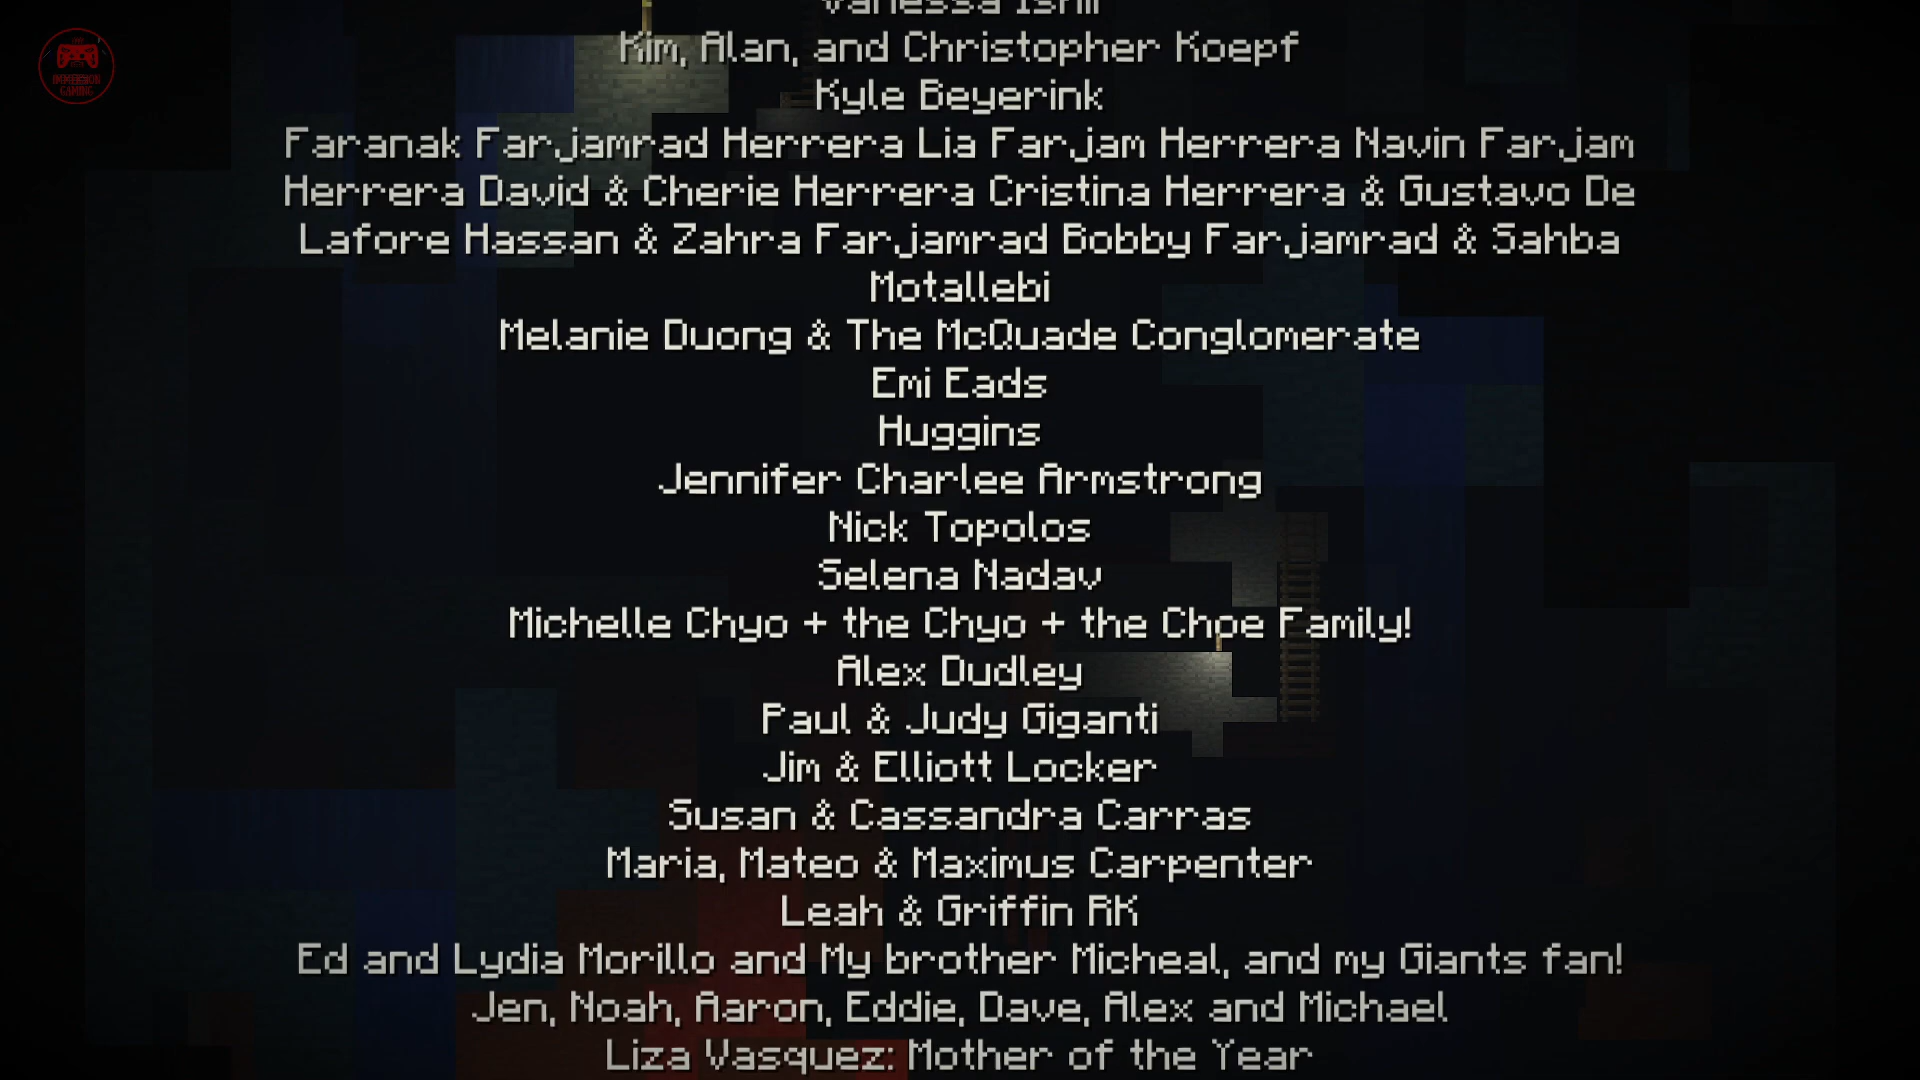 Vanessa Ishii
Kim, Alan, and Christopher Koepf
Kyle Beyerink
Faranak Farjamrad Herrera Lia Farjam Herrera Navin Farjam
Herrera David & Cherie Herrera Cristina Herrera & Gustavo De
Lafore Hassan & Zahra Farjamrad Bobby Farjamrad & Sahba
Motallebi
Melanie Duong & The McQuade Conglomerate
Emi Eads
Huggins
Jennifer Charlee Armstrong
Nick Topolos
Selena Nadav
Michelle Chyo + the Chyo + the Choe Family!
Alex Dudley
Paul & Judy Giganti
Jim & Elliott Locker
Susan & Cassandra Carras
Maria, Mateo & Maximus Carpenter
Leah & Griffin RK
Ed and Lydia Morillo and My brother Micheal, and my Giants fan!
Jen, Noah, Aaron, Eddie, Dave, Alex and Michael
Liza Vasquez: Mother of the Year
GAMING